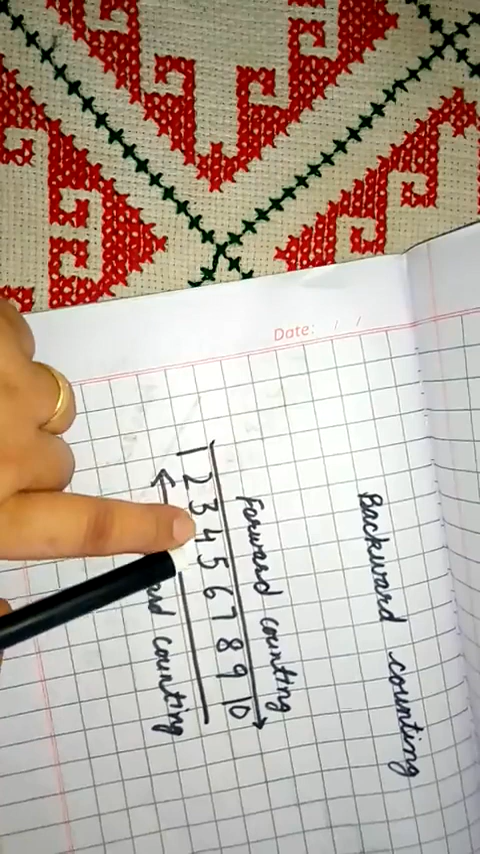 Date: / /
Backward counting
Forward counting
1 2 3 4 5 6 7 8 9 10
counting